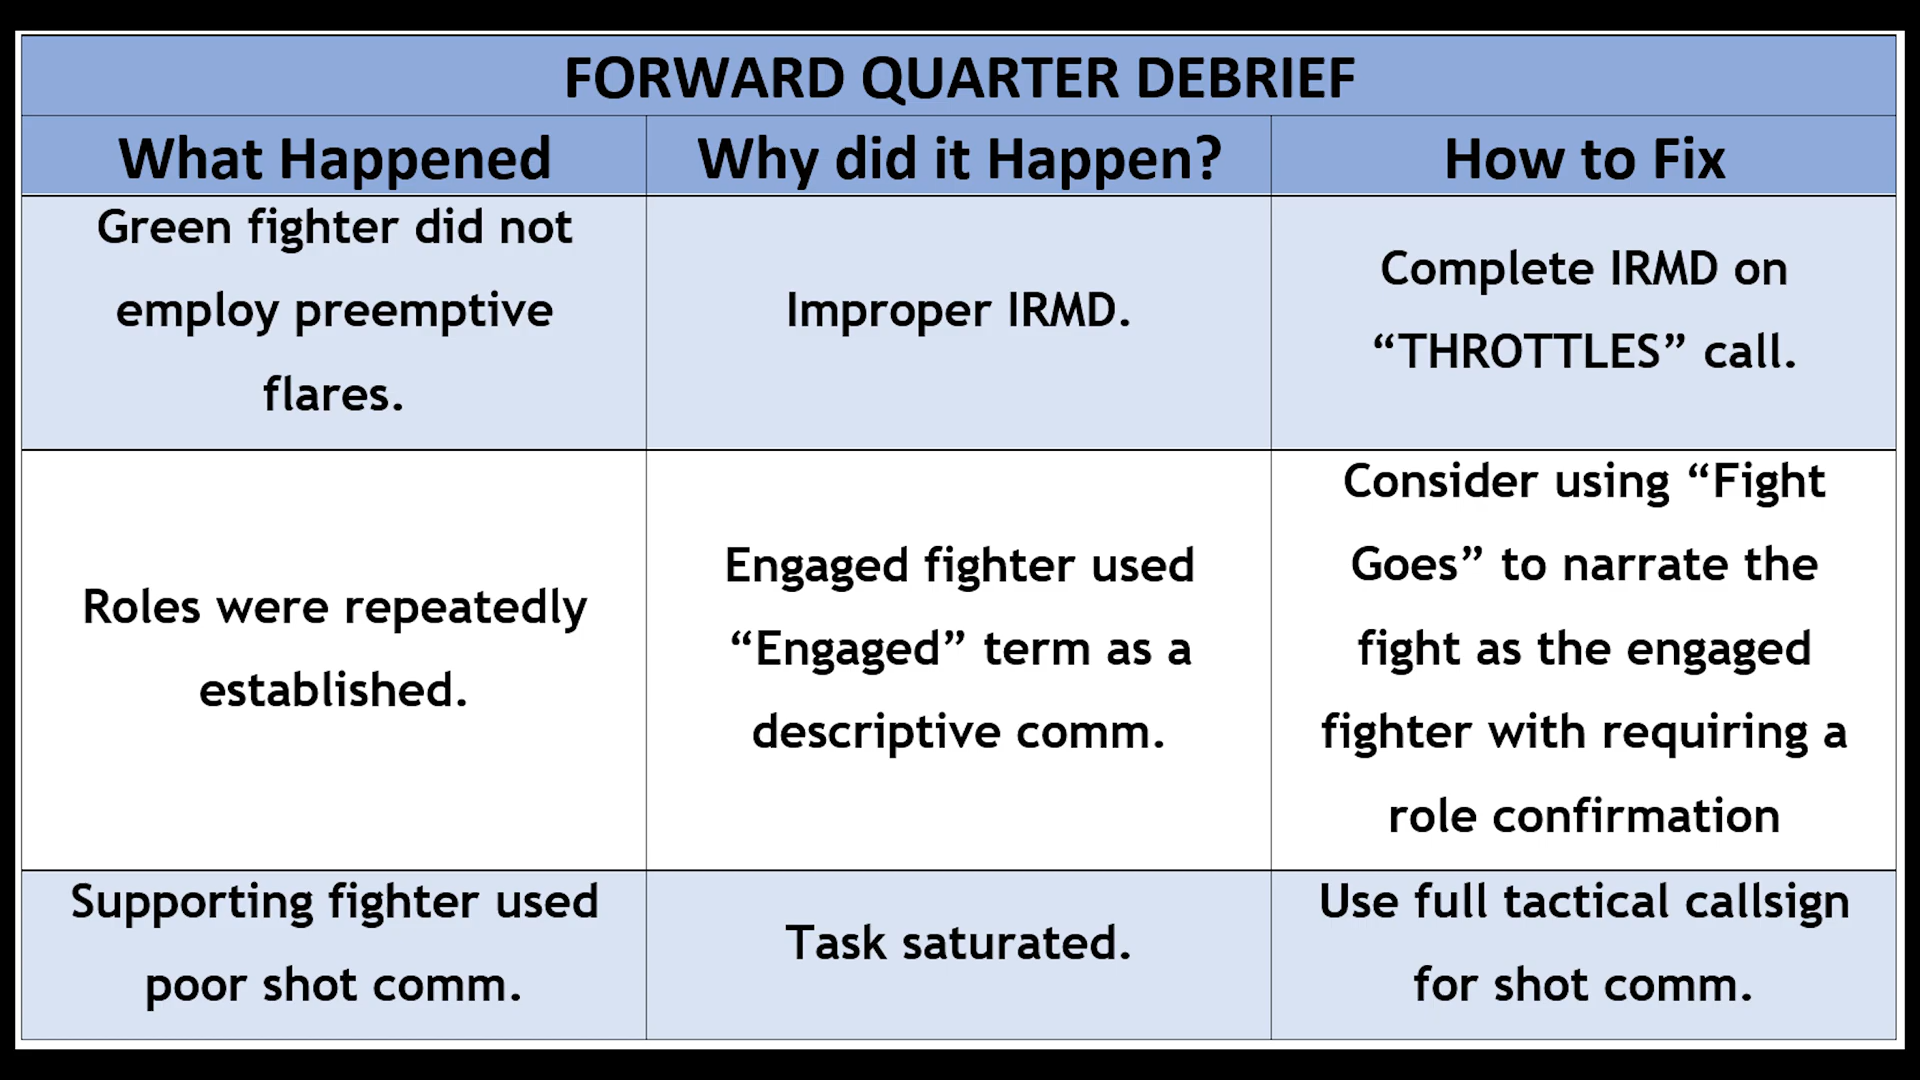 FORWARD QUARTER DEBRIEF
What Happened
Why did it Happen?
How to Fix
Green fighter did not
employ preemptive
flares.
Improper IRMD.
Complete IRMD on
“THROTTLES” call.
Roles were repeatedly
established.
Engaged fighter used
“Engaged” term as a
descriptive comm.
Consider using “Fight
Goes” to narrate the
fight as the engaged
fighter with requiring a
role confirmation
Supporting fighter used
poor shot comm.
Task saturated.
Use full tactical callsign
for shot comm.